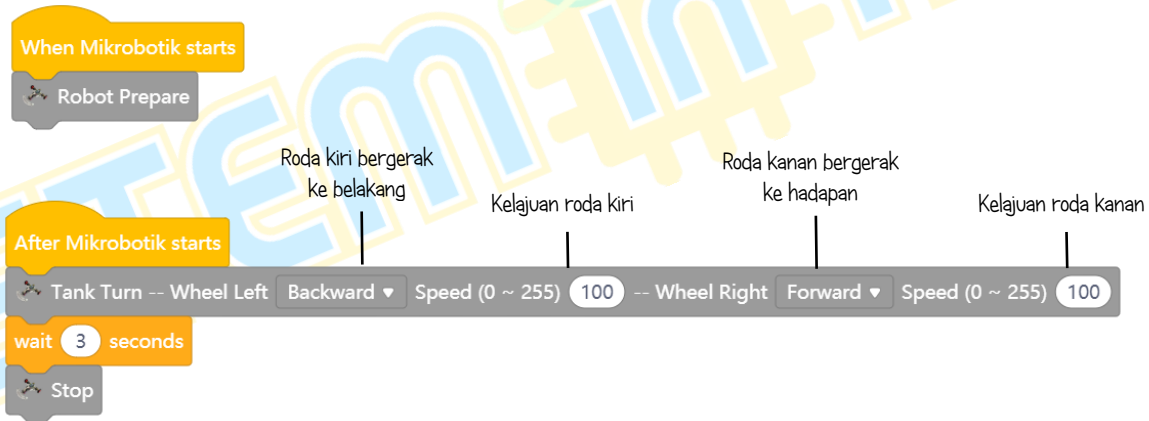 When Mikrobotik starts
Robot Prepare
Roda kiri bergerak
ke belakang
Kelajuan roda kiri
Roda kanan bergerak
ke hadapan
Kelajuan roda kanan
After Mikrobotik starts
Tank Turn -- Wheel Left Backward ▾ Speed (0 ~ 255) 100 -- Wheel Right Forward ▾ Speed (0 ~ 255) 100
wait 3 seconds
Stop